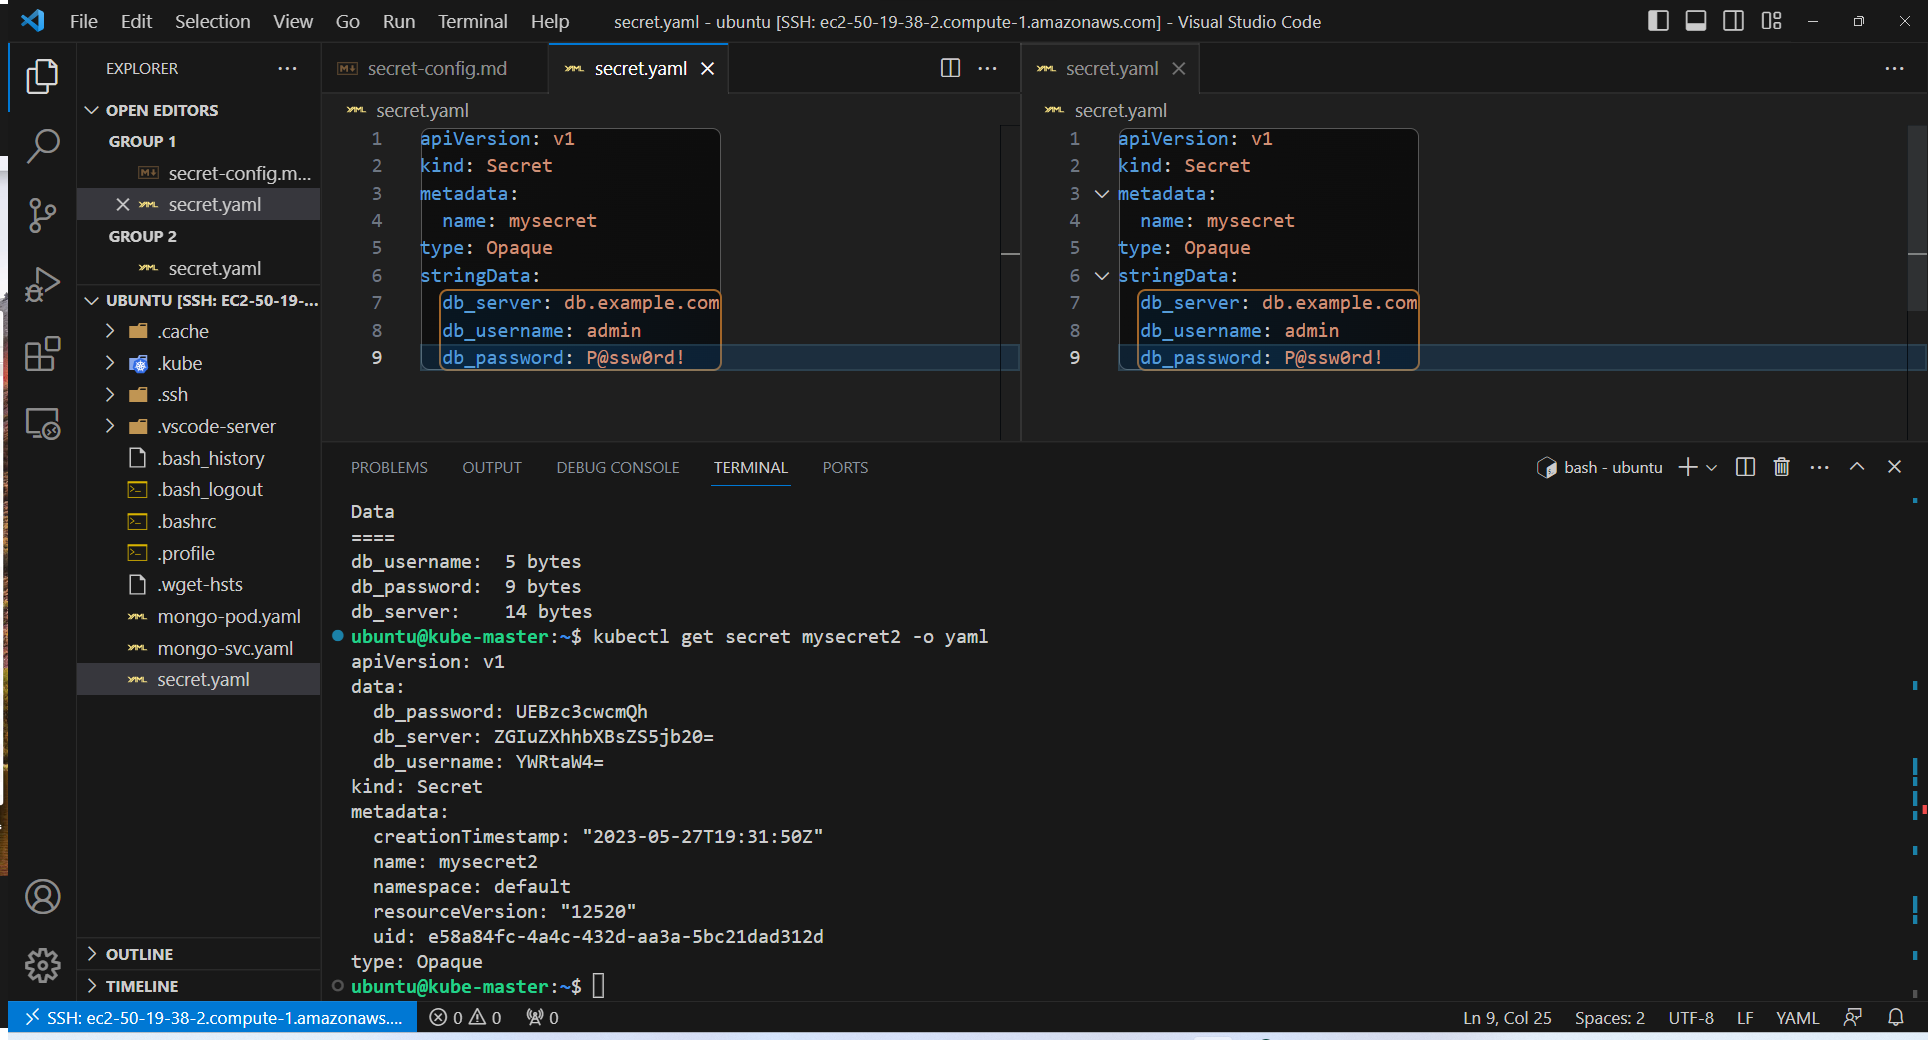 File Edit Selection View Go Run Terminal Help secret.yaml - ubuntu [SSH: ec2-50-19-38-2.compute-1.amazonaws.com] - Visual Studio Code
EXPLORER
OPEN EDITORS
GROUP 1
secret-config.m...
secret.yaml
GROUP 2
secret.yaml
UBUNTU [SSH: EC2-50-19-...
.cache
.kube
.ssh
.vscode-server
.bash_history
.bash_logout
.bashrc
.profile
.wget-hsts
mongo-pod.yaml
mongo-svc.yaml
secret.yaml
OUTLINE
TIMELINE
secret-config.md secret.yaml
secret.yaml
1 apiVersion: v1
2 kind: Secret
3 metadata:
4   name: mysecret
5 type: Opaque
6 stringData:
7   db_server: db.example.com
8   db_username: admin
9   db_password: P@ssw0rd!
secret.yaml
secret.yaml
1 apiVersion: v1
2 kind: Secret
3 metadata:
4   name: mysecret
5 type: Opaque
6 stringData:
7   db_server: db.example.com
8   db_username: admin
9   db_password: P@ssw0rd!
PROBLEMS OUTPUT DEBUG CONSOLE TERMINAL PORTS bash - ubuntu
Data
====
db_username:  5 bytes
db_password:  9 bytes
db_server:    14 bytes
ubuntu@kube-master:~$ kubectl get secret mysecret2 -o yaml
apiVersion: v1
data:
  db_password: UEBzc3cwcmQh
  db_server: ZGIuZXhhbXBsZS5jb20=
  db_username: YWRtaW4=
kind: Secret
metadata:
  creationTimestamp: "2023-05-27T19:31:50Z"
  name: mysecret2
  namespace: default
  resourceVersion: "12520"
  uid: e58a84fc-4a4c-432d-aa3a-5bc21dad312d
type: Opaque
ubuntu@kube-master:~$
SSH: ec2-50-19-38-2.compute-1.amazonaws.... 0 0 0 Ln 9, Col 25 Spaces: 2 UTF-8 LF YAML